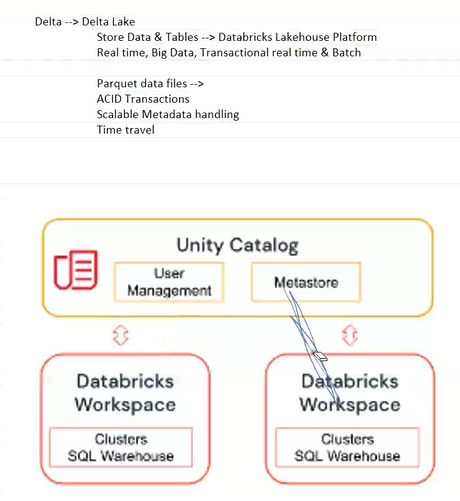 Delta --> Delta Lake
Store Data & Tables --> Databricks Lakehouse Platform
Real time, Big Data, Transactional real time & Batch
Parquet data files -->
ACID Transactions
Scalable Metadata handling
Time travel
Unity Catalog
User
Management
Metastore
Databricks
Workspace
Clusters
SQL Warehouse
Databricks
Workspace
Clusters
SQL Warehouse